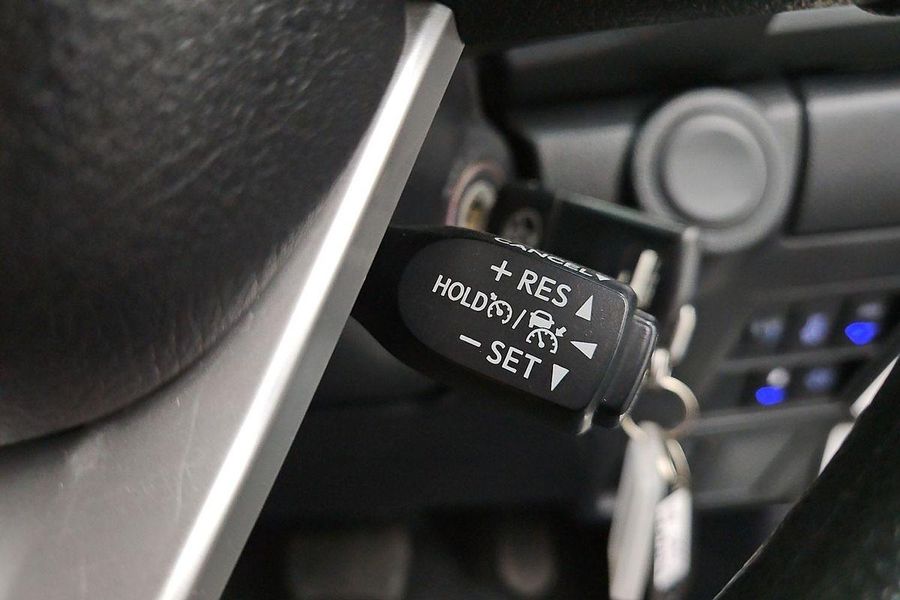 CANCEL
+ RES
HOLD /
− SET